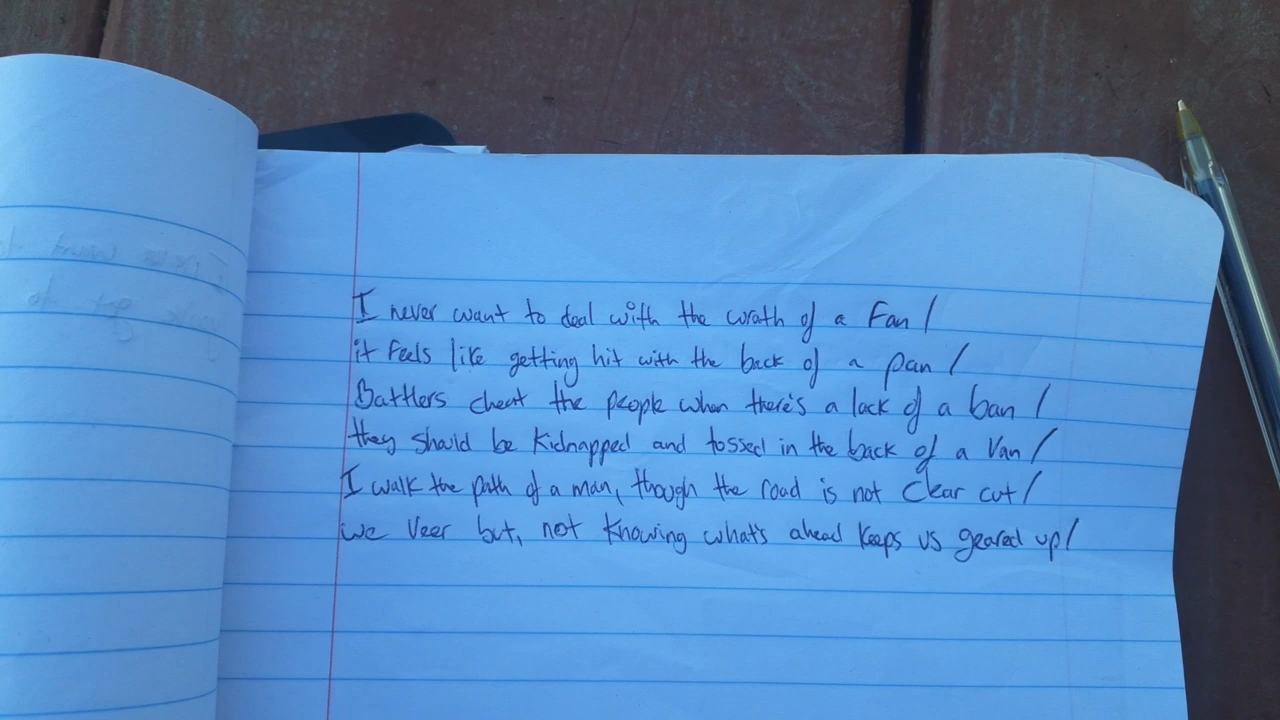 I never want to deal with the wrath of a Fan /
it feels like getting hit with the back of a pan /
Battlers cheat the people when there's a lack of a ban /
they should be kidnapped and tossed in the back of a van /
I walk the path of a man, though the road is not clear cut /
we veer but, not knowing what's ahead keeps us geared up /